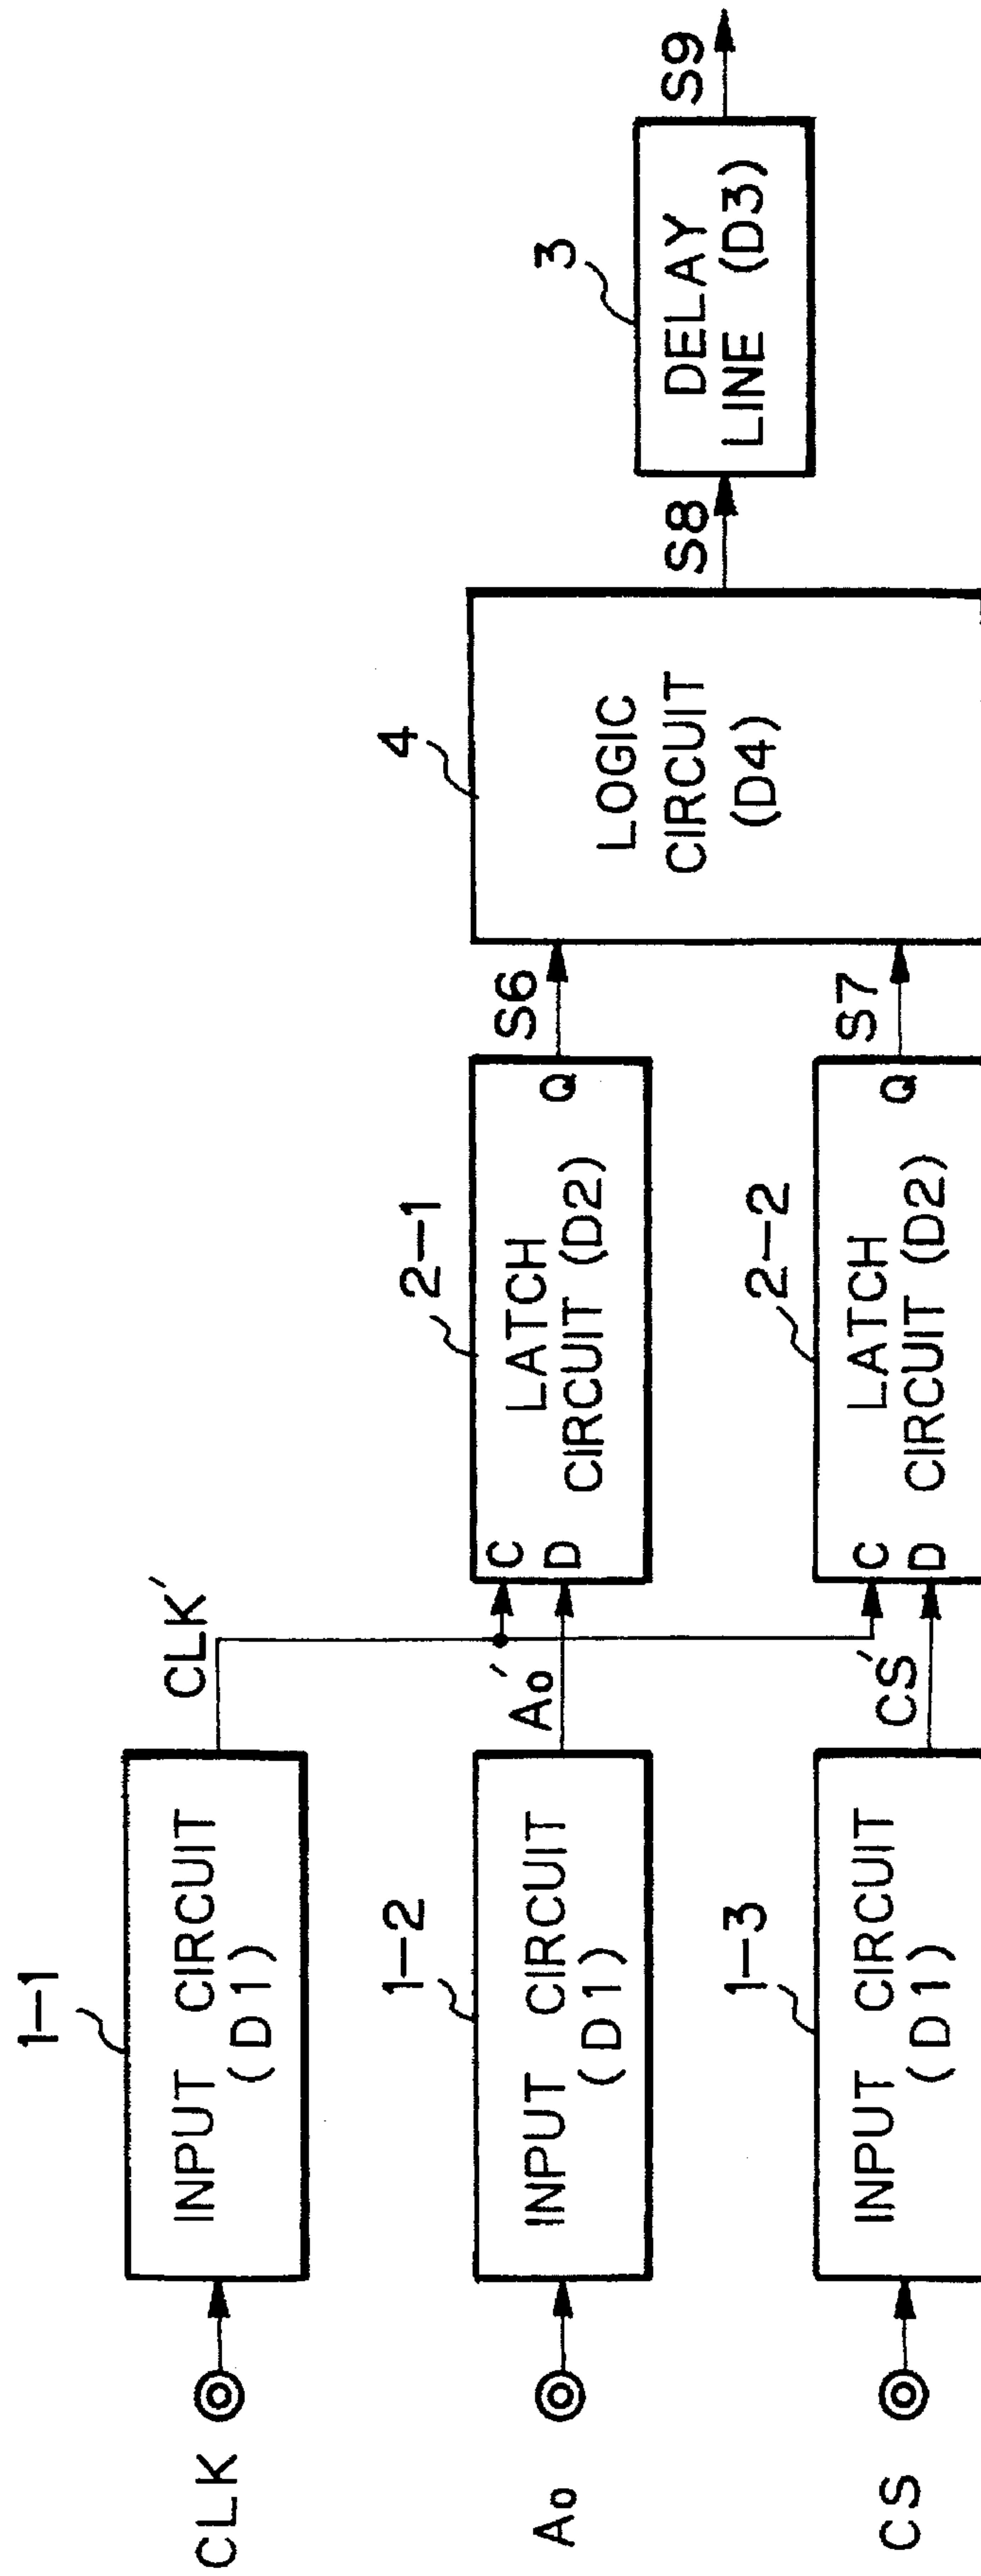 CLK
1-1
INPUT CIRCUIT
(D1)
CLK'
Ao
1-2
INPUT CIRCUIT
(D1)
Ao'
2-1
C
D
LATCH
CIRCUIT (D2)
Q
S6
CS
1-3
INPUT CIRCUIT
(D1)
CS'
2-2
C
D
LATCH
CIRCUIT (D2)
Q
S7
4
LOGIC
CIRCUIT
(D4)
S8
3
DELAY
LINE (D3)
S9